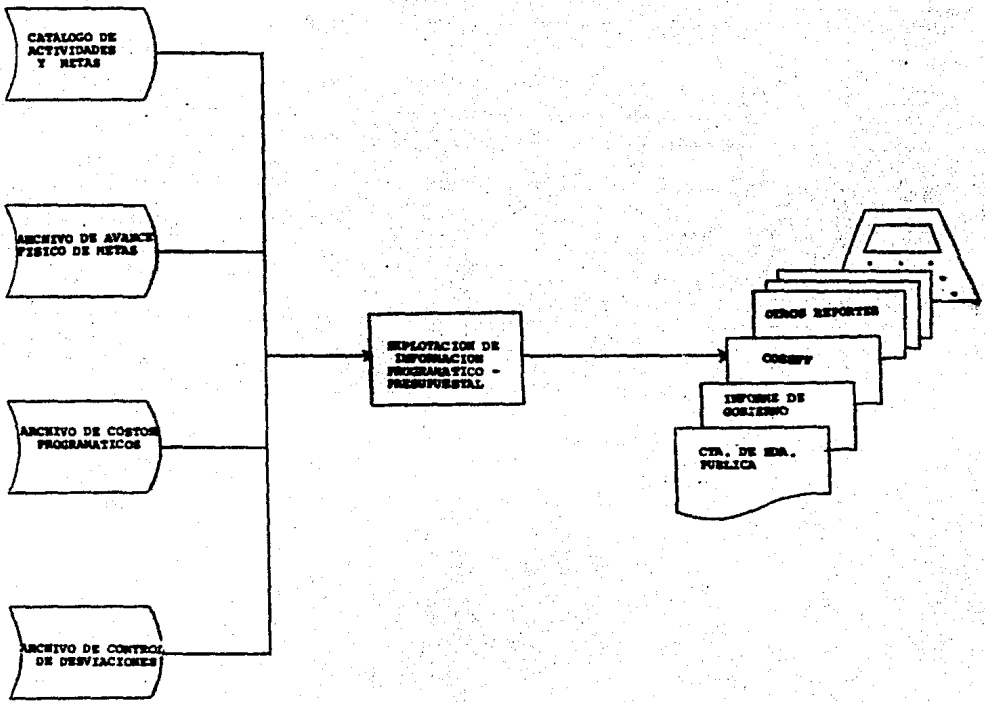 CATALOGO DE
ACTIVIDADES
Y METAS
ARCHIVO DE AVANCE
FISICO DE METAS
ARCHIVO DE COSTOS
PROGRAMATICOS
ARCHIVO DE CONTROL
DE DESVIACIONES
EXPLOTACION DE
INFORMACION
PROGRAMATICO -
PRESUPUESTAL
OTROS REPORTES
COSEFF
INFORME DE
GOBIERNO
CTA. DE HDA.
PUBLICA